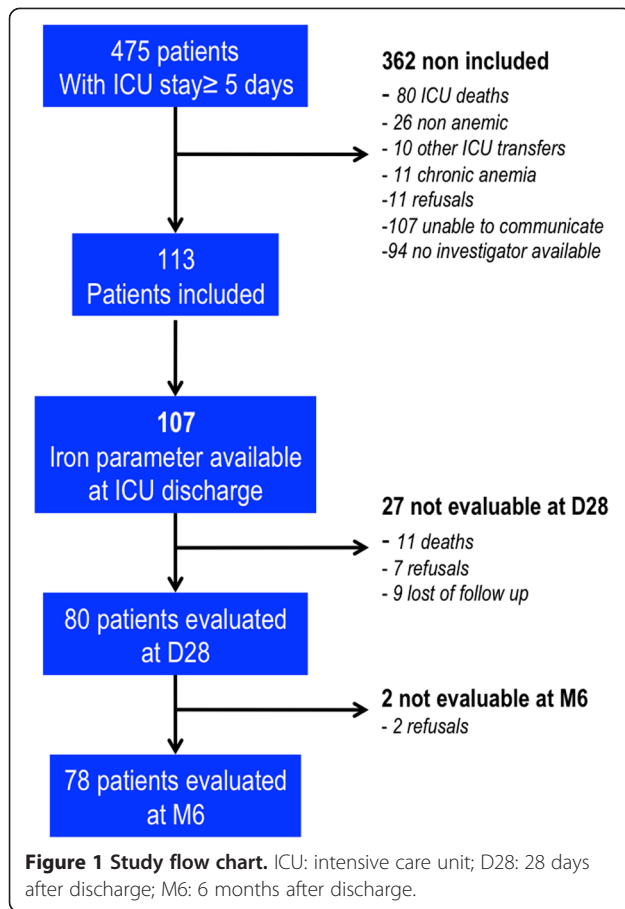 475 patients
With ICU stay≥ 5 days
362 non included
- 80 ICU deaths
- 26 non anemic
- 10 other ICU transfers
- 11 chronic anemia
-11 refusals
-107 unable to communicate
-94 no investigator available
113
Patients included
107
Iron parameter available
at ICU discharge
27 not evaluable at D28
- 11 deaths
- 7 refusals
- 9 lost of follow up
80 patients evaluated
at D28
2 not evaluable at M6
- 2 refusals
78 patients evaluated
at M6
Figure 1 Study flow chart. ICU: intensive care unit; D28: 28 days
after discharge; M6: 6 months after discharge.